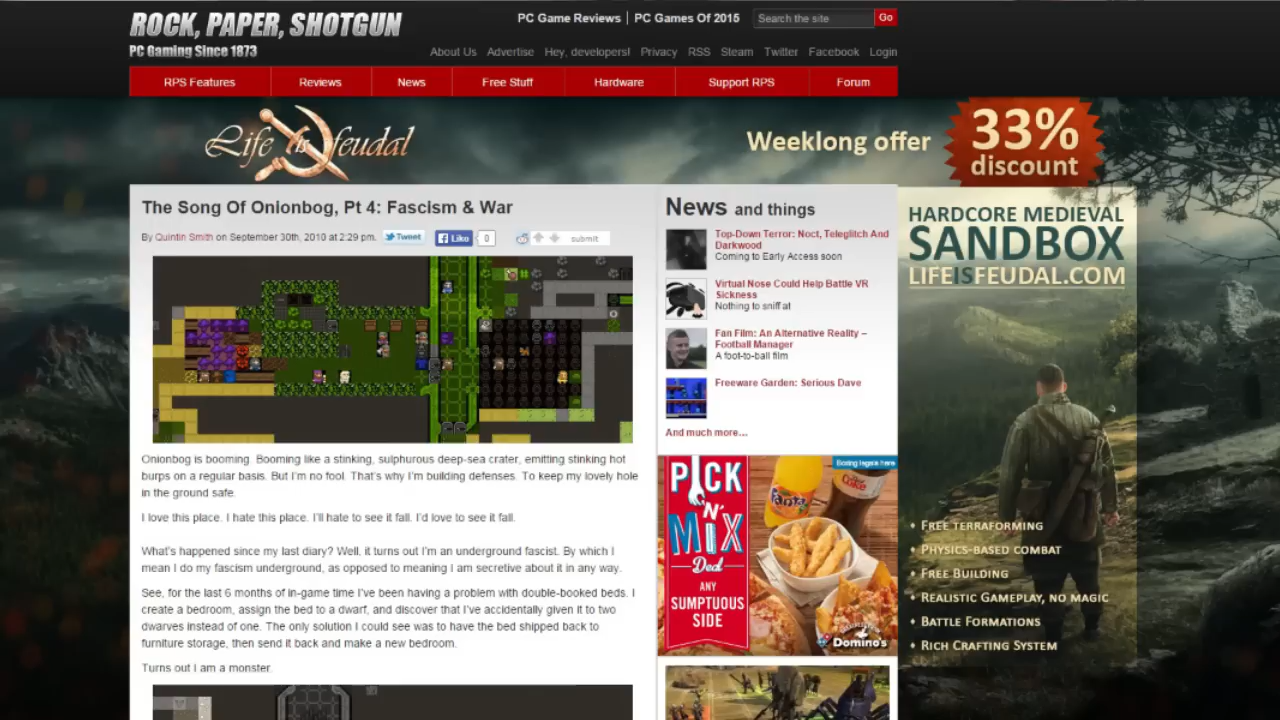 ROCK, PAPER, SHOTGUN
PC Gaming Since 1873
PC Game Reviews | PC Games Of 2015
Search the site
Go
About Us Advertise Hey, developers! Privacy RSS Steam Twitter Facebook Login
RPS Features Reviews News Free Stuff Hardware Support RPS Forum
Life is feudal
Weeklong offer
33%
discount
The Song Of Onionbog, Pt 4: Fascism & War
By Quintin Smith on September 30th, 2010 at 2:29 pm.
Tweet
Like
0
submit
Onionbog is booming. Booming like a stinking, sulphurous deep-sea crater, emitting stinking hot
burps on a regular basis. But I'm no fool. That's why I'm building defenses. To keep my lovely hole
in the ground safe.
I love this place. I hate this place. I'll hate to see it fall. I'd love to see it fall.
What's happened since my last diary? Well, it turns out I'm an underground fascist. By which I
mean I do my fascism underground, as opposed to meaning I am secretive about it in any way.
See, for the last 6 months of in-game time I've been having a problem with double-booked beds. I
create a bedroom, assign the bed to a dwarf, and discover that I've accidentally given it to two
dwarves instead of one. The only solution I could see was to have the bed shipped back to
furniture storage, then send it back and make a new bedroom.
Turns out I am a monster.
News and things
Top-Down Terror: Noct, Teleglitch And
Darkwood
Coming to Early Access soon
Virtual Nose Could Help Battle VR
Sickness
Nothing to sniff at
Fan Film: An Alternative Reality –
Football Manager
A foot-to-ball film
Freeware Garden: Serious Dave
And much more…
PICK
'N'
MIX
Deal
ANY
SUMPTUOUS
SIDE
Fanta
Coke
Domino's
HARDCORE MEDIEVAL
SANDBOX
LIFEISFEUDAL.COM
• Free terraforming
• Physics-based combat
• Free Building
• Realistic Gameplay, no magic
• Battle Formations
• Rich Crafting System